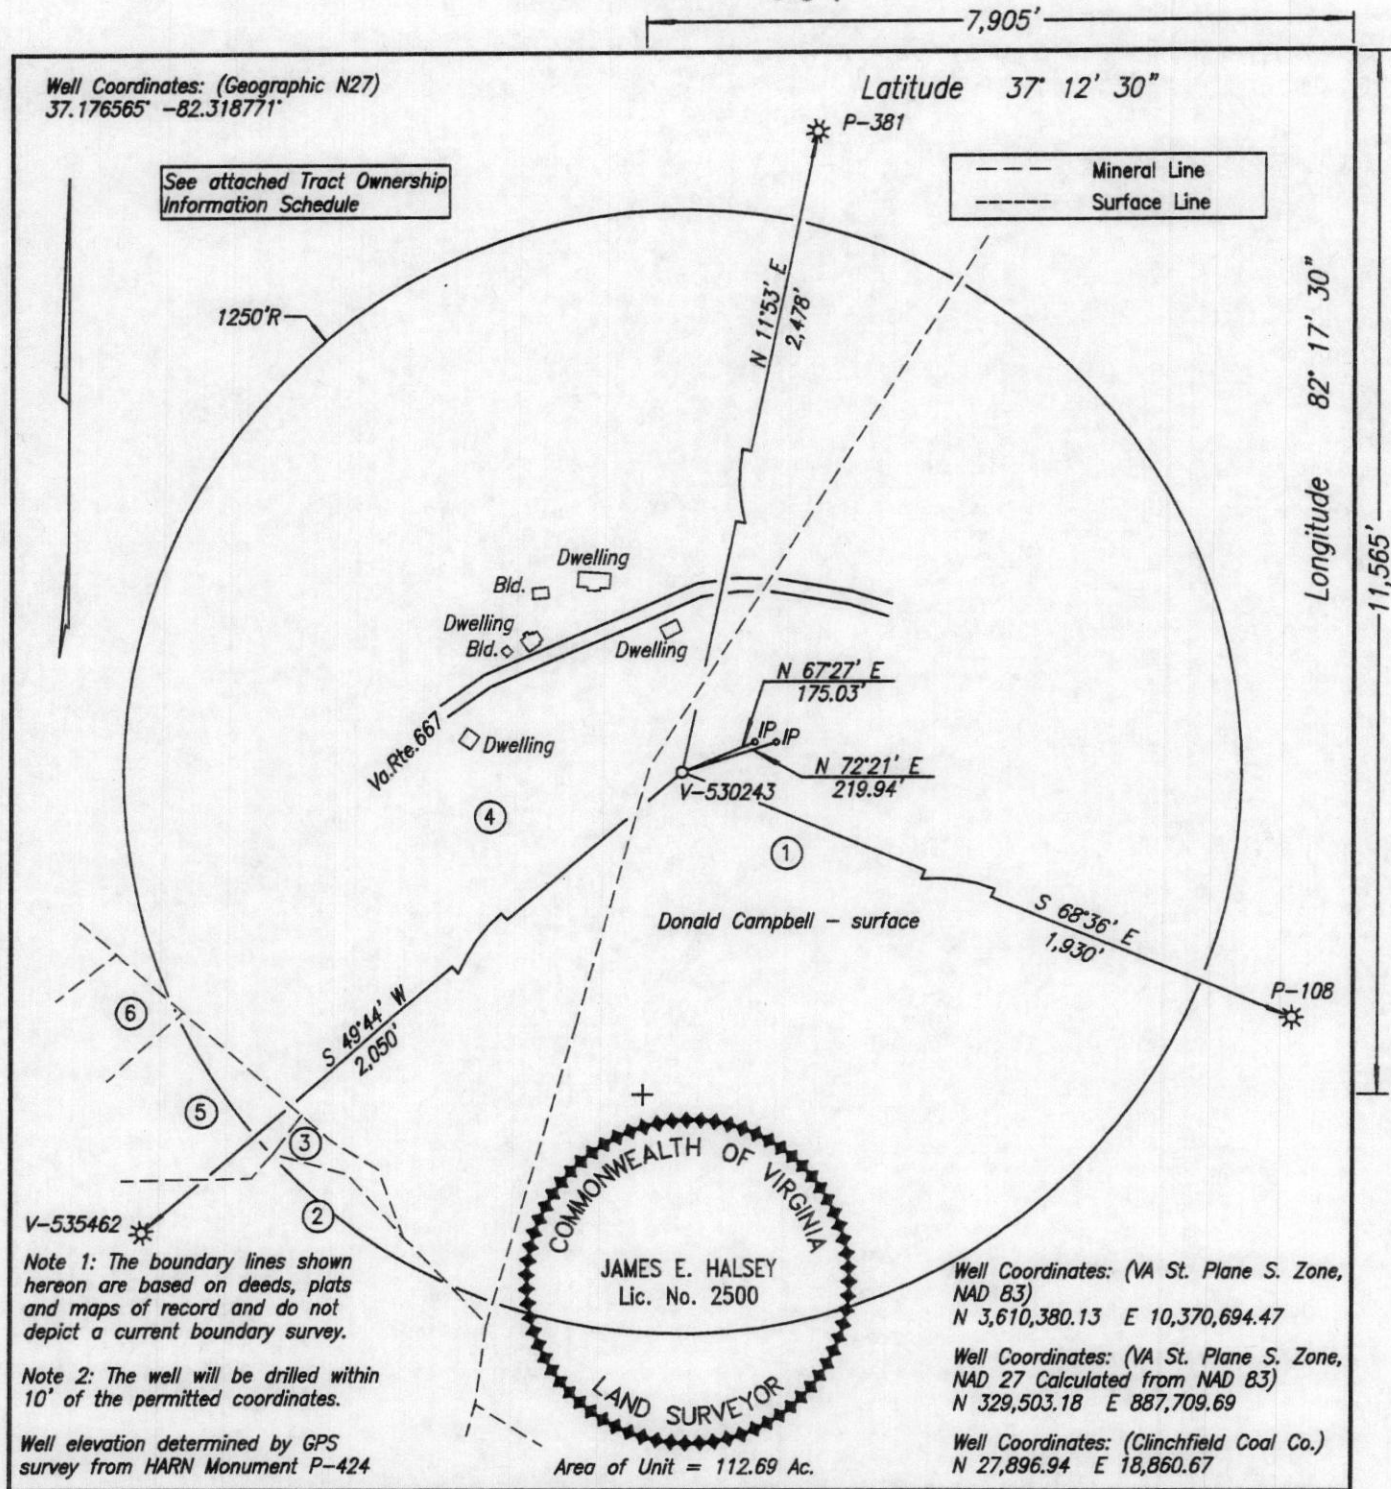 7,905'
Well Coordinates: (Geographic N27)
37.176565° -82.318771°
Latitude 37° 12' 30"
P-381
See attached Tract Ownership
Information Schedule
Mineral Line
Surface Line
1250'R
N 11°53' E
2,478'
Longitude 82° 17' 30"
11,565'
Dwelling
Bld.
Dwelling
Bld.
Dwelling
N 67°27' E
175.03'
Va.Rte.667
Dwelling
IP
IP
N 72°21' E
219.94'
V-530243
4
1
Donald Campbell - surface
S 68°36' E
1,930'
P-108
6
S 49°44' W
2,050'
5
3
2
V-535462
COMMONWEALTH OF VIRGINIA
JAMES E. HALSEY
Lic. No. 2500
LAND SURVEYOR
Note 1: The boundary lines shown
hereon are based on deeds, plats
and maps of record and do not
depict a current boundary survey.
Note 2: The well will be drilled within
10' of the permitted coordinates.
Well elevation determined by GPS
survey from HARN Monument P-424
Area of Unit = 112.69 Ac.
Well Coordinates: (VA St. Plane S. Zone,
NAD 83)
N 3,610,380.13 E 10,370,694.47
Well Coordinates: (VA St. Plane S. Zone,
NAD 27 Calculated from NAD 83)
N 329,503.18 E 887,709.69
Well Coordinates: (Clinchfield Coal Co.)
N 27,896.94 E 18,860.67